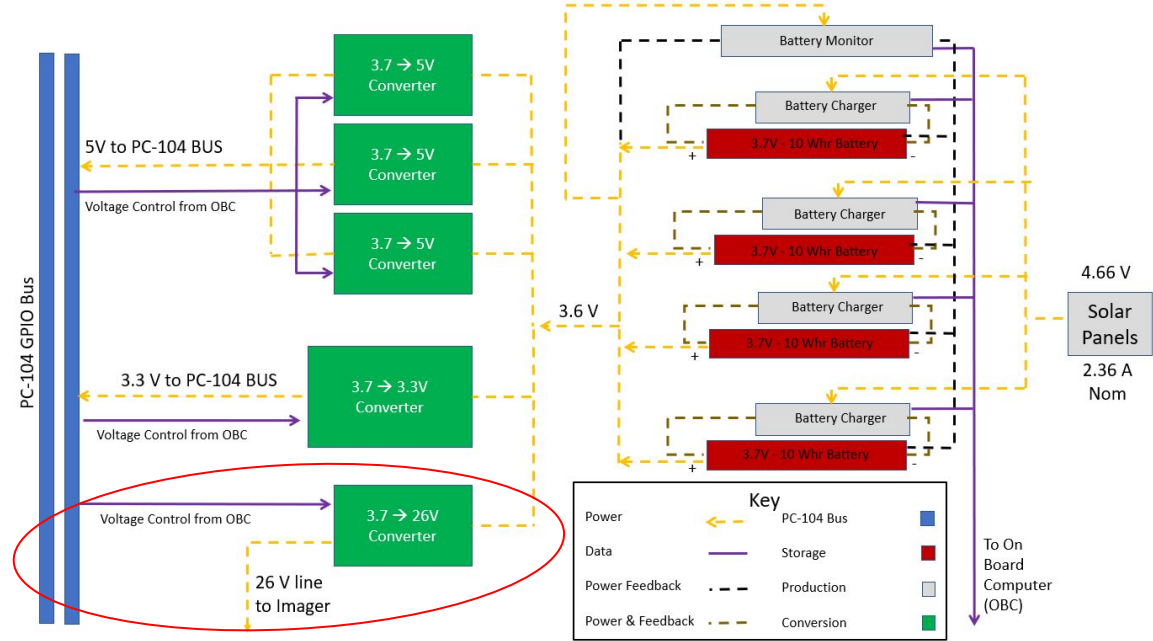 PC-104 GPIO Bus
3.7 → 5V
Converter
3.7 → 5V
Converter
3.7 → 5V
Converter
5V to PC-104 BUS
Voltage Control from OBC
3.3 V to PC-104 BUS
Voltage Control from OBC
3.7 → 3.3V
Converter
Voltage Control from OBC
3.7 → 26V
Converter
26 V line
to Imager
3.6 V
Battery Monitor
Battery Charger
3.7V - 10 Whr Battery
+
-
Battery Charger
3.7V - 10 Whr Battery
+
-
Battery Charger
3.7V - 10 Whr Battery
+
-
Battery Charger
3.7V - 10 Whr Battery
+
-
4.66 V
Solar
Panels
2.36 A
Nom
Key
Power
PC-104 Bus
Data
Storage
Power Feedback
Production
Power & Feedback
Conversion
To On
Board
Computer
(OBC)